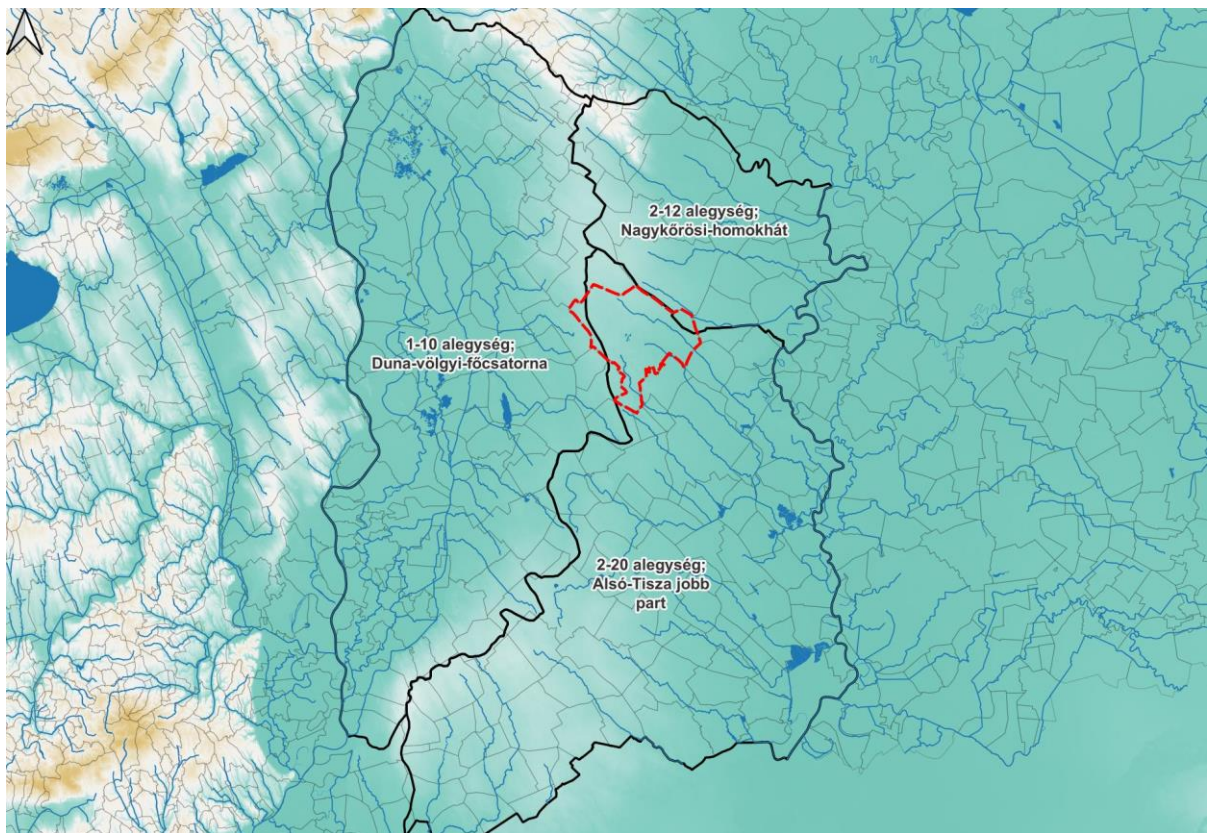 2-12 alegység;
Nagykőrösi-homokhát
1-10 alegység;
Duna-völgyi-főcsatorna
2-20 alegység;
Alsó-Tisza jobb
part